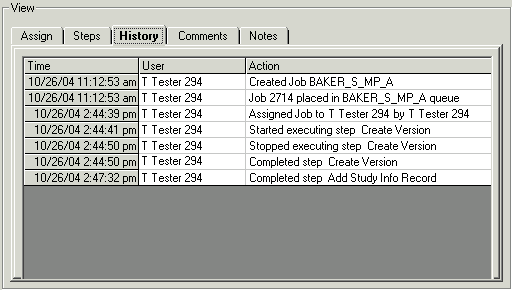 View
Assign Steps History Comments Notes
Time User Action
10/26/04 11:12:53 am T Tester 294 Created Job BAKER_S_MP_A
10/26/04 11:12:53 am T Tester 294 Job 2714 placed in BAKER_S_MP_A queue
10/26/04 2:44:39 pm T Tester 294 Assigned Job to T Tester 294 by T Tester 294
10/26/04 2:44:41 pm T Tester 294 Started executing step Create Version
10/26/04 2:44:50 pm T Tester 294 Stopped executing step Create Version
10/26/04 2:44:50 pm T Tester 294 Completed step Create Version
10/26/04 2:47:32 pm T Tester 294 Completed step Add Study Info Record